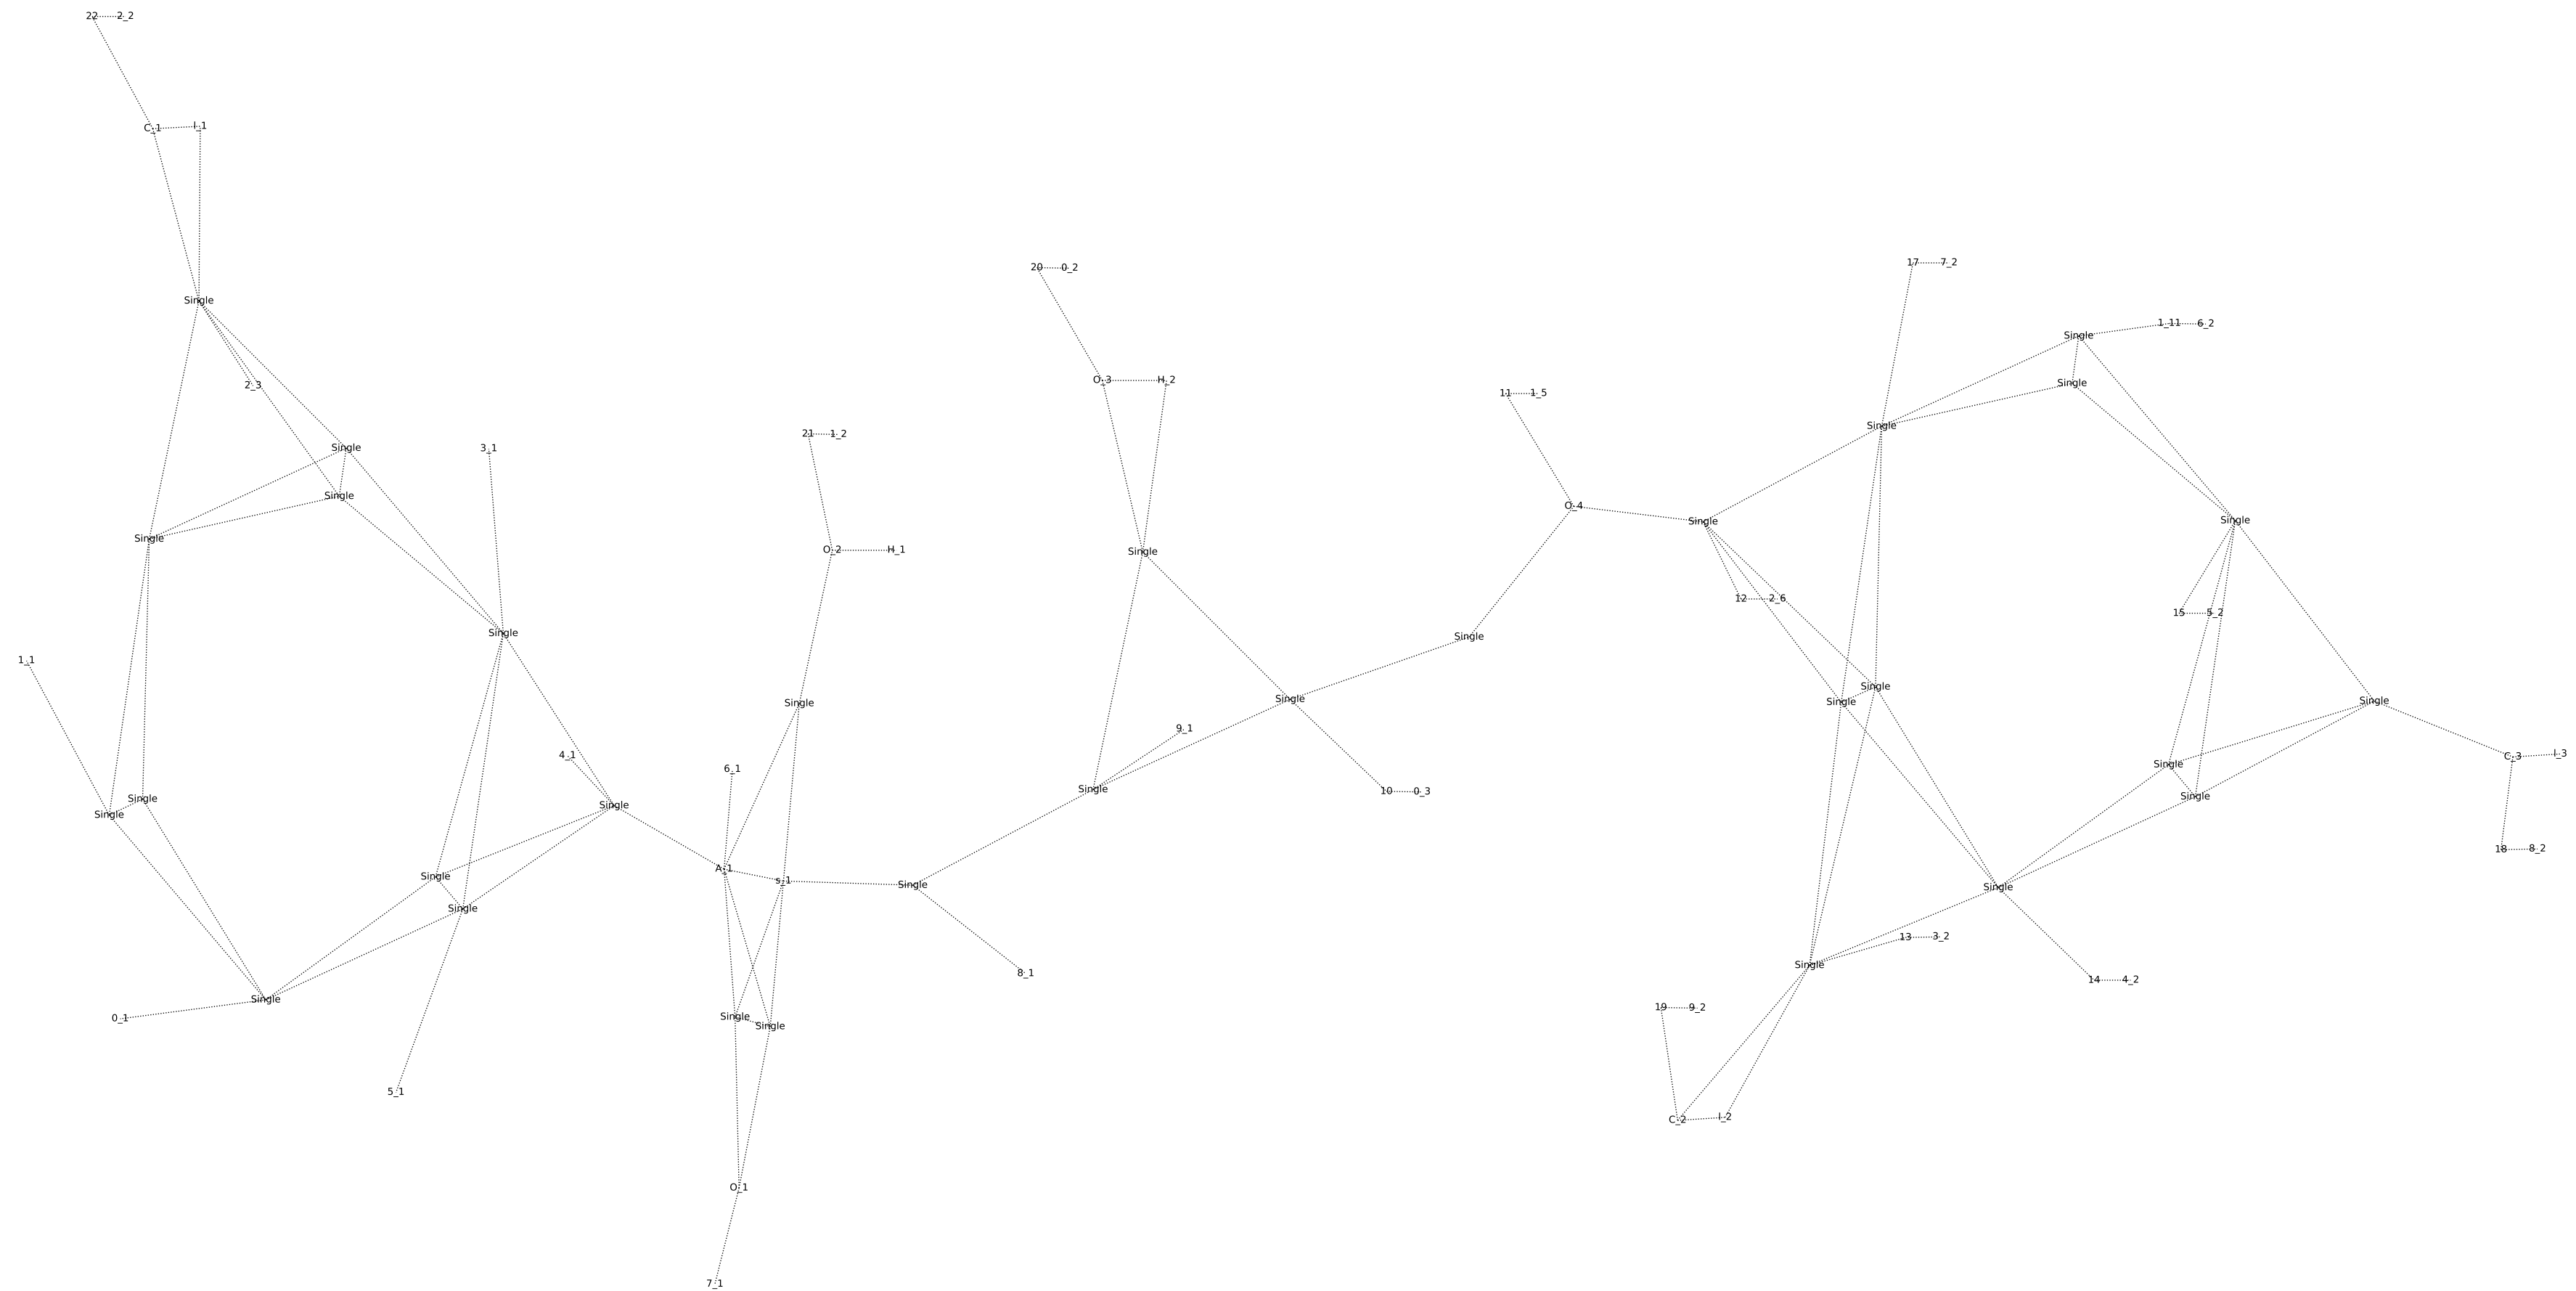 22 2_2
C_1 I_1
17 7_2
20 0_2
Single
1_11 6_2
Single
O_3 H_2
Single
2_3
11 1_5
Single
21 1_2
Single
3_1
Single
O_4
Single
Single
Single
Single
O_2 H_1
Single
12 2_6
15 5_2
Single
Single
1_1
Single
Single
Single
Single
Single
Single
9_1
4_1
C_3 I_3
Single
6_1
Single
10 0_3
Single
Single
Single
Single
18 8_2
A_1
Single
s_1
Single
Single
Single
13 3_2
Single
8_1
14 4_2
Single
19 9_2
Single
0_1
Single
5_1
C_2 I_2
O_1
7_1